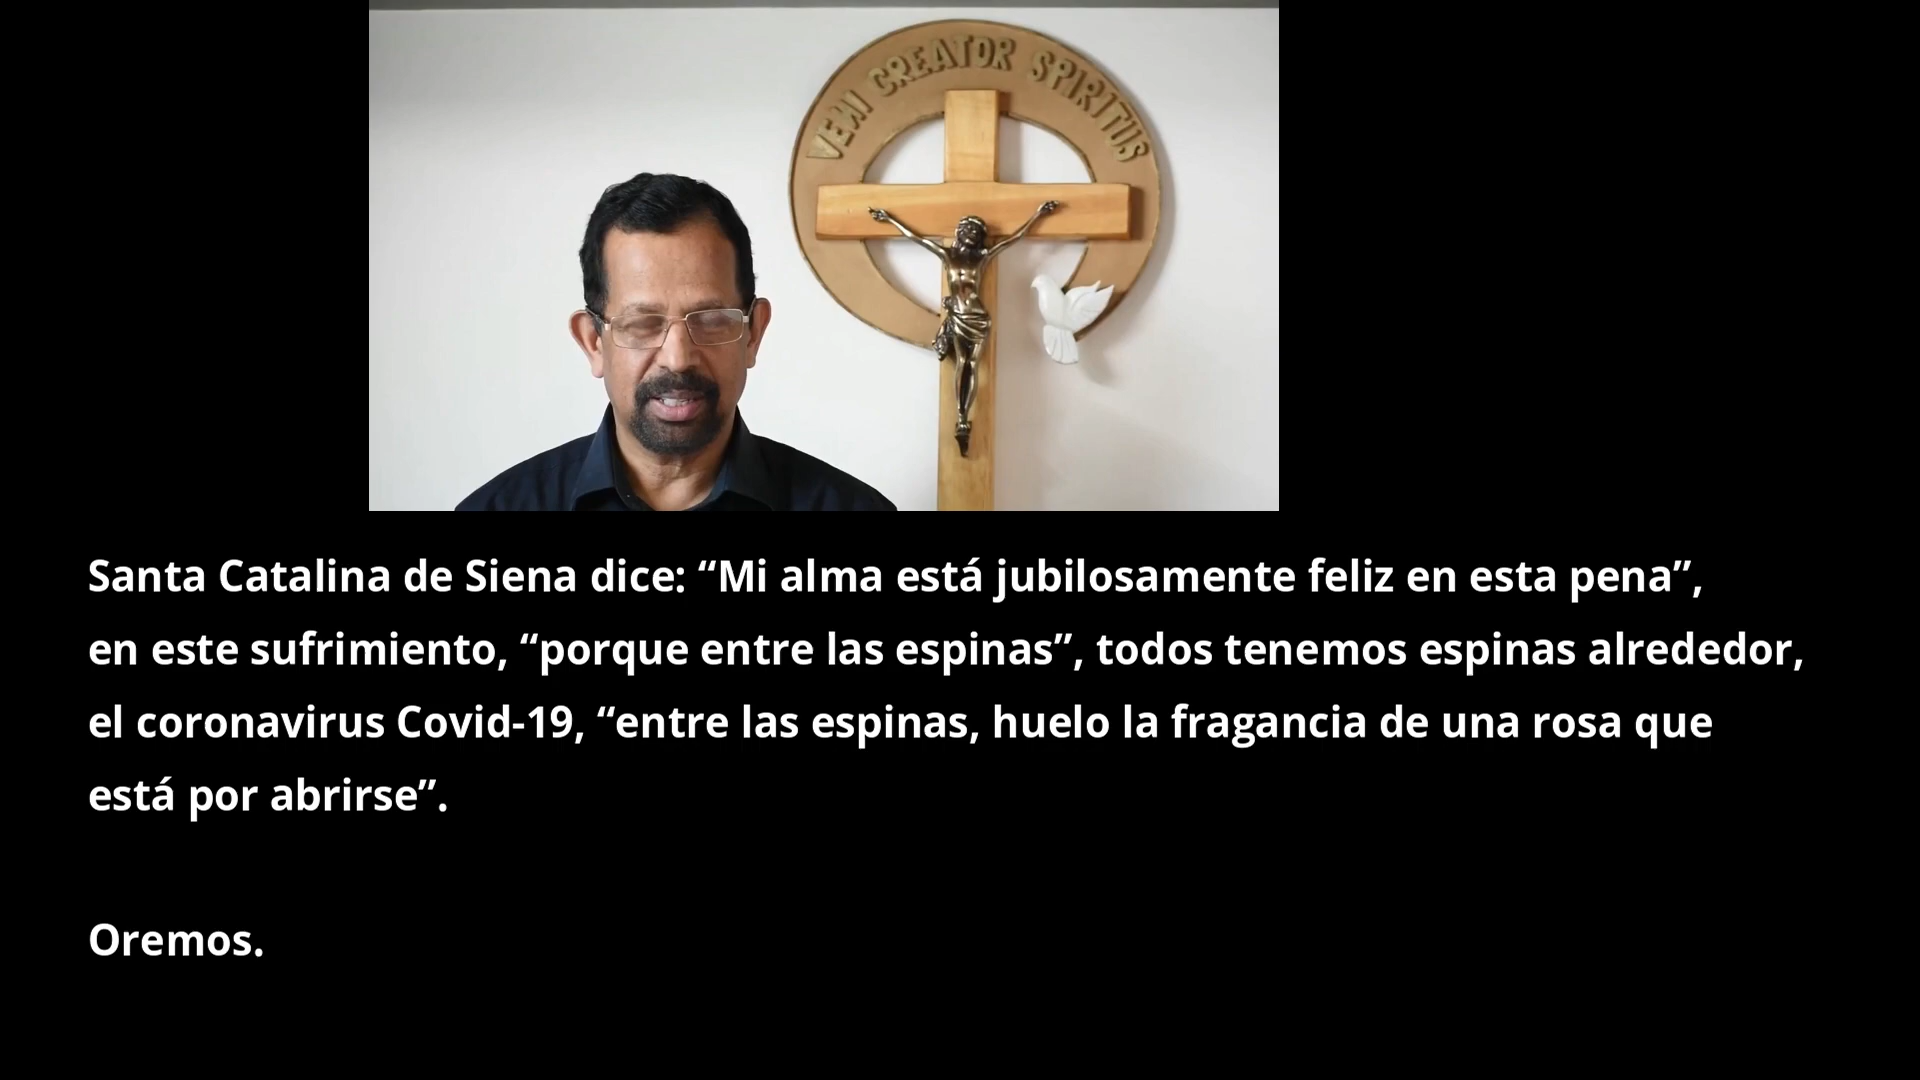 VENI CREATOR SPIRITUS
Santa Catalina de Siena dice: “Mi alma está jubilosamente feliz en esta pena”,
en este sufrimiento, “porque entre las espinas”, todos tenemos espinas alrededor,
el coronavirus Covid-19, “entre las espinas, huelo la fragancia de una rosa que
está por abrirse”.
Oremos.